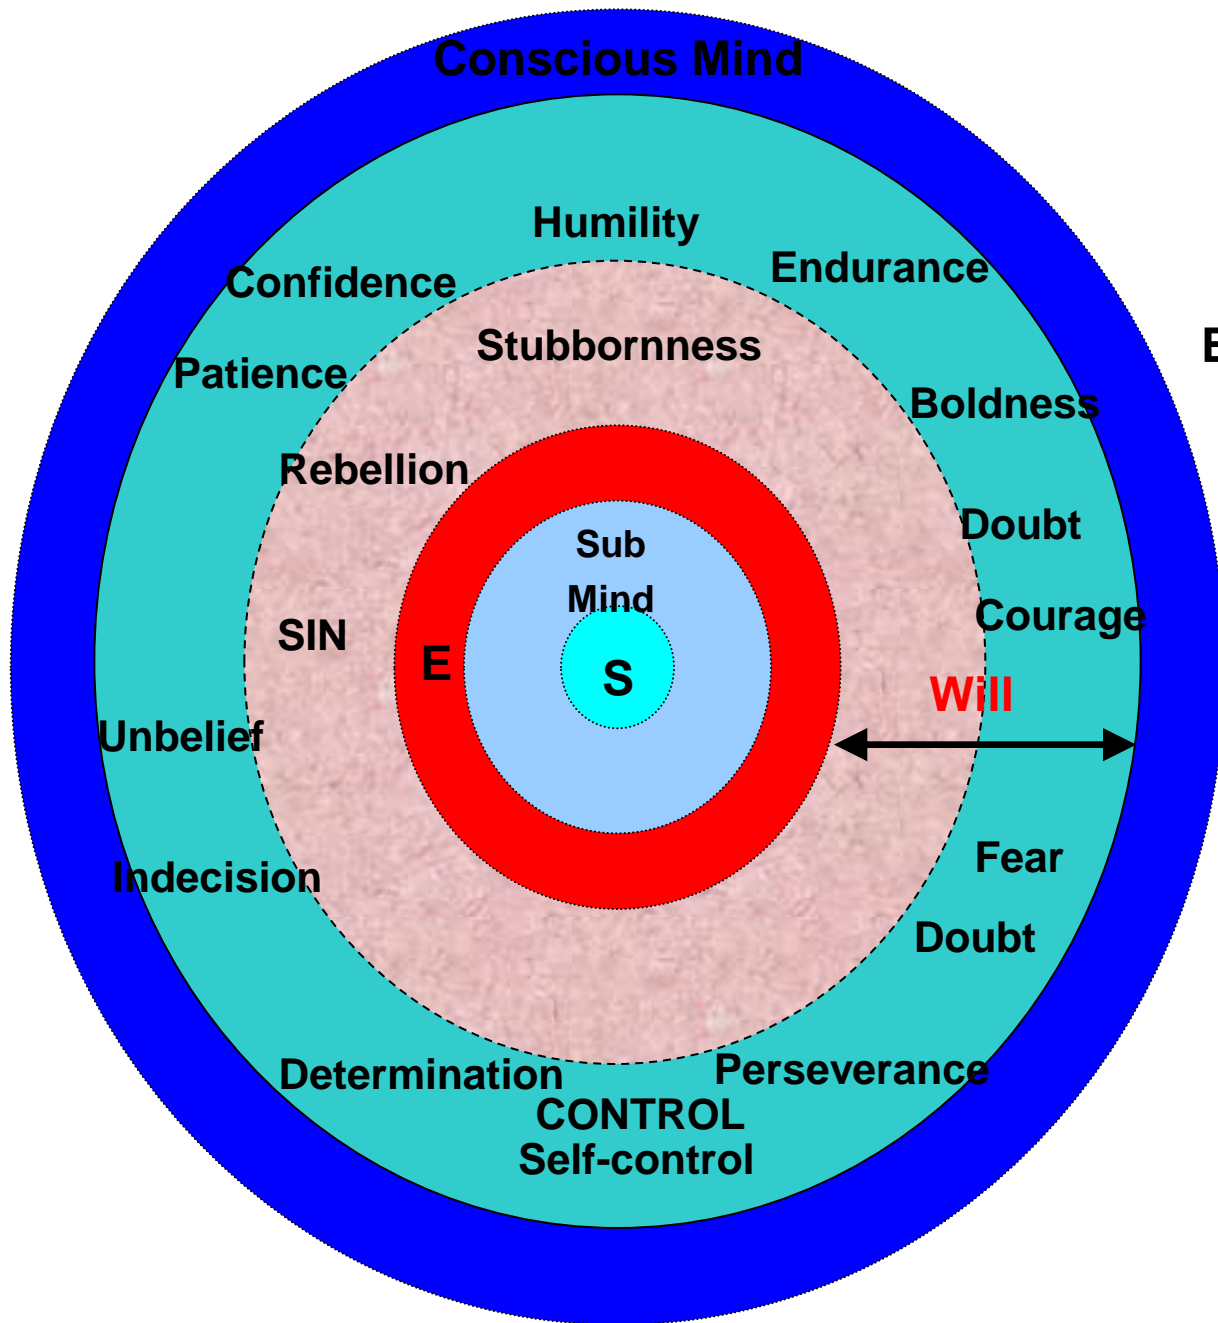 Conscious Mind
Humility
Endurance
Confidence
Stubbornness
E
Patience
Boldness
Rebellion
Doubt
Sub
Mind
Courage
SIN
E
S
Will
Unbelief
Fear
Indecision
Doubt
Perseverance
Determination
CONTROL
Self-control